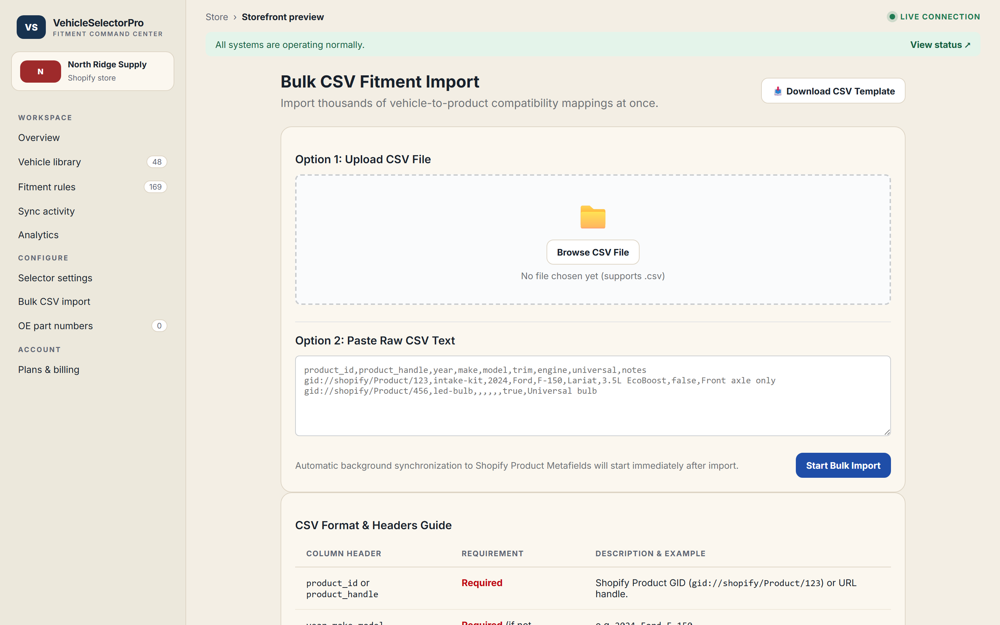 VS
VehicleSelectorPro
FITMENT COMMAND CENTER
N
North Ridge Supply
Shopify store
WORKSPACE
Overview
Vehicle library 48
Fitment rules 169
Sync activity
Analytics
CONFIGURE
Selector settings
Bulk CSV import
OE part numbers 0
ACCOUNT
Plans & billing
Store › Storefront preview
LIVE CONNECTION
All systems are operating normally.
View status ↗
Bulk CSV Fitment Import
Import thousands of vehicle-to-product compatibility mappings at once.
Download CSV Template
Option 1: Upload CSV File
Browse CSV File
No file chosen yet (supports .csv)
Option 2: Paste Raw CSV Text
product_id,product_handle,year,make,model,trim,engine,universal,notes
gid://shopify/Product/123,intake-kit,2024,Ford,F-150,Lariat,3.5L EcoBoost,false,Front axle only
gid://shopify/Product/456,led-bulb,,,,,,true,Universal bulb
Automatic background synchronization to Shopify Product Metafields will start immediately after import.
Start Bulk Import
CSV Format & Headers Guide
COLUMN HEADER REQUIREMENT DESCRIPTION & EXAMPLE
product_id or
product_handle
Required
Shopify Product GID (gid://shopify/Product/123) or URL
handle.
year, make, model
Required (if not
e.g. 2024, Ford, F-150